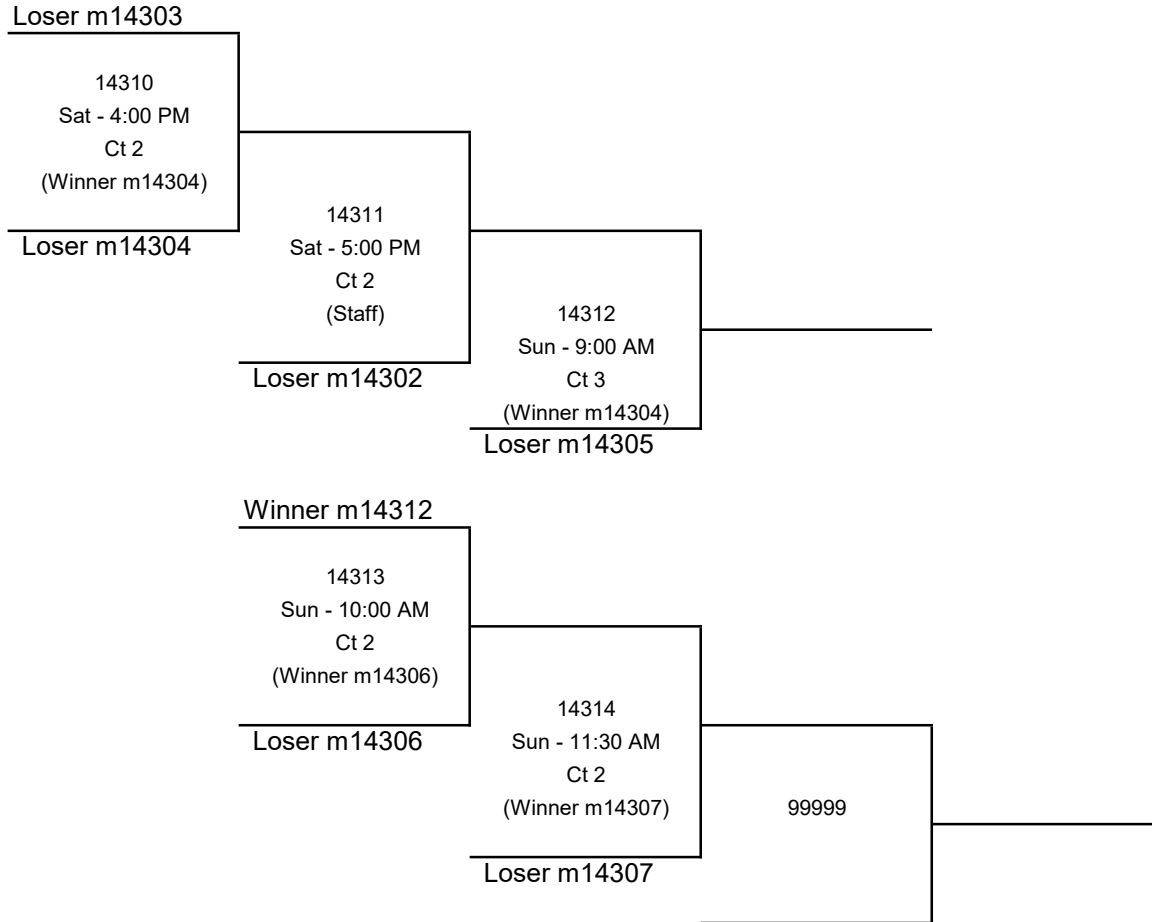 Loser m14303
14310
Sat - 4:00 PM
Ct 2
(Winner m14304)
Loser m14304
14311
Sat - 5:00 PM
Ct 2
(Staff)
Loser m14302
14312
Sun - 9:00 AM
Ct 3
(Winner m14304)
Loser m14305
Winner m14312
14313
Sun - 10:00 AM
Ct 2
(Winner m14306)
Loser m14306
14314
Sun - 11:30 AM
Ct 2
(Winner m14307)
Loser m14307
99999